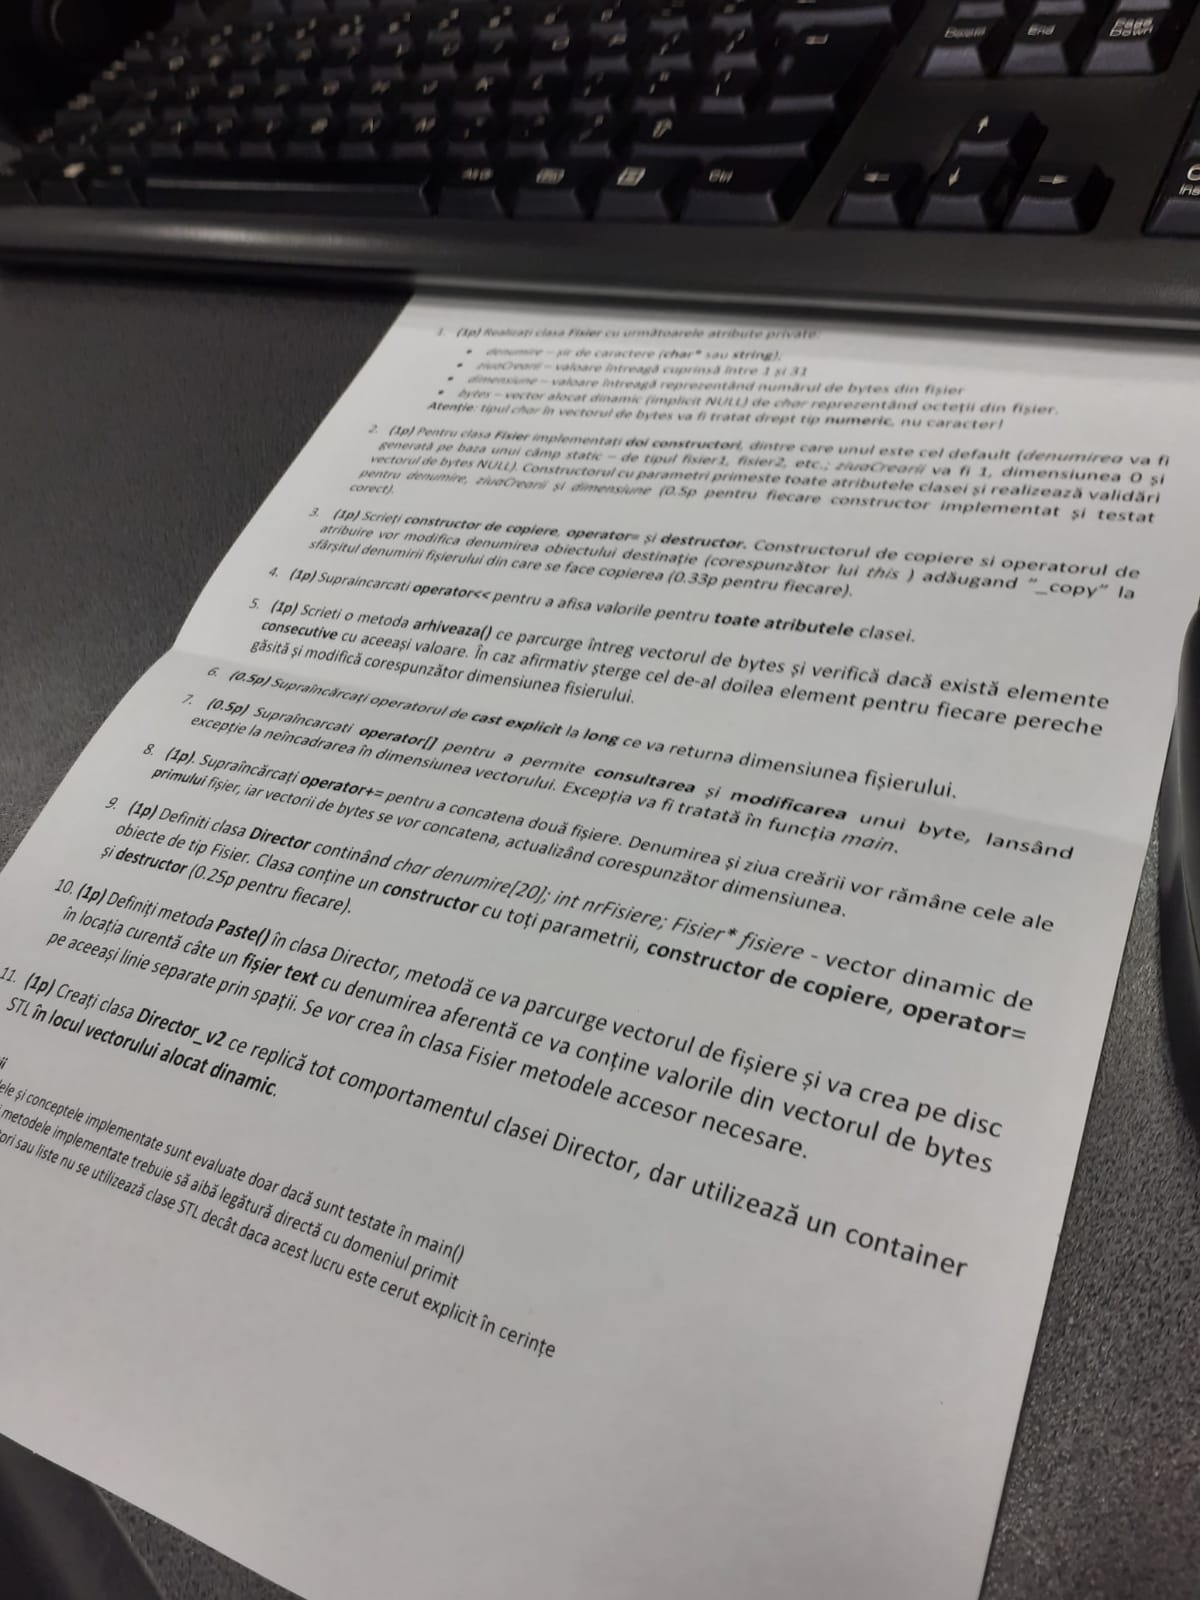 End
Page Down
Ctrl
1. (1p) Realizați clasa Fisier cu următoarele atribute private:
• denumire – șir de caractere (char* sau string);
• ziuaCrearii – valoare întreagă cuprinsă între 1 și 31
• dimensiune – valoare întreagă reprezentând numărul de bytes din fișier
• bytes – vector alocat dinamic (implicit NULL) de char reprezentând octeții din fișier.
Atenție: tipul char în vectorul de bytes va fi tratat drept tip numeric, nu caracter!
2. (1p) Pentru clasa Fisier implementați doi constructori, dintre care unul este cel default (denumirea va fi
generată pe baza unui câmp static – de tipul fisier1, fisier2, etc.; ziuaCrearii va fi 1, dimensiunea 0 și
vectorul de bytes NULL). Constructorul cu parametri primeste toate atributele clasei și realizează validări
pentru denumire, ziuaCrearii și dimensiune (0.5p pentru fiecare constructor implementat și testat
corect).
3. (1p) Scrieți constructor de copiere, operator= și destructor. Constructorul de copiere si operatorul de
atribuire vor modifica denumirea obiectului destinație (corespunzător lui this ) adăugand "_copy" la
sfârșitul denumirii fișierului din care se face copierea (0.33p pentru fiecare).
4. (1p) Supraincarcati operator<< pentru a afisa valorile pentru toate atributele clasei.
5. (1p) Scrieti o metoda arhiveaza() ce parcurge întreg vectorul de bytes și verifică dacă există elemente
consecutive cu aceeași valoare. În caz afirmativ șterge cel de-al doilea element pentru fiecare pereche
găsită și modifică corespunzător dimensiunea fisierului.
6. (0.5p) Supraîncărcați operatorul de cast explicit la long ce va returna dimensiunea fișierului.
7. (0.5p) Supraîncarcati operator[] pentru a permite consultarea și modificarea unui byte, lansând
excepție la neîncadrarea în dimensiunea vectorului. Excepția va fi tratată în funcția main.
8. (1p). Supraîncărcați operator+= pentru a concatena două fișiere. Denumirea și ziua creării vor rămâne cele ale
primului fișier, iar vectorii de bytes se vor concatena, actualizând corespunzător dimensiunea.
9. (1p) Definiti clasa Director continând char denumire[20]; int nrFisiere; Fisier* fisiere - vector dinamic de
obiecte de tip Fisier. Clasa conține un constructor cu toți parametrii, constructor de copiere, operator=
și destructor (0.25p pentru fiecare).
10. (1p) Definiți metoda Paste() în clasa Director, metodă ce va parcurge vectorul de fișiere și va crea pe disc
în locația curentă câte un fișier text cu denumirea aferentă ce va conține valorile din vectorul de bytes
pe aceeași linie separate prin spații. Se vor crea în clasa Fisier metodele accesor necesare.
11. (1p) Creați clasa Director_v2 ce replică tot comportamentul clasei Director, dar utilizează un container
STL în locul vectorului alocat dinamic.
și conceptele implementate sunt evaluate doar dacă sunt testate în main()
metodele implementate trebuie să aibă legătură directă cu domeniul primit
sau liste nu se utilizează clase STL decât daca acest lucru este cerut explicit în cerințe